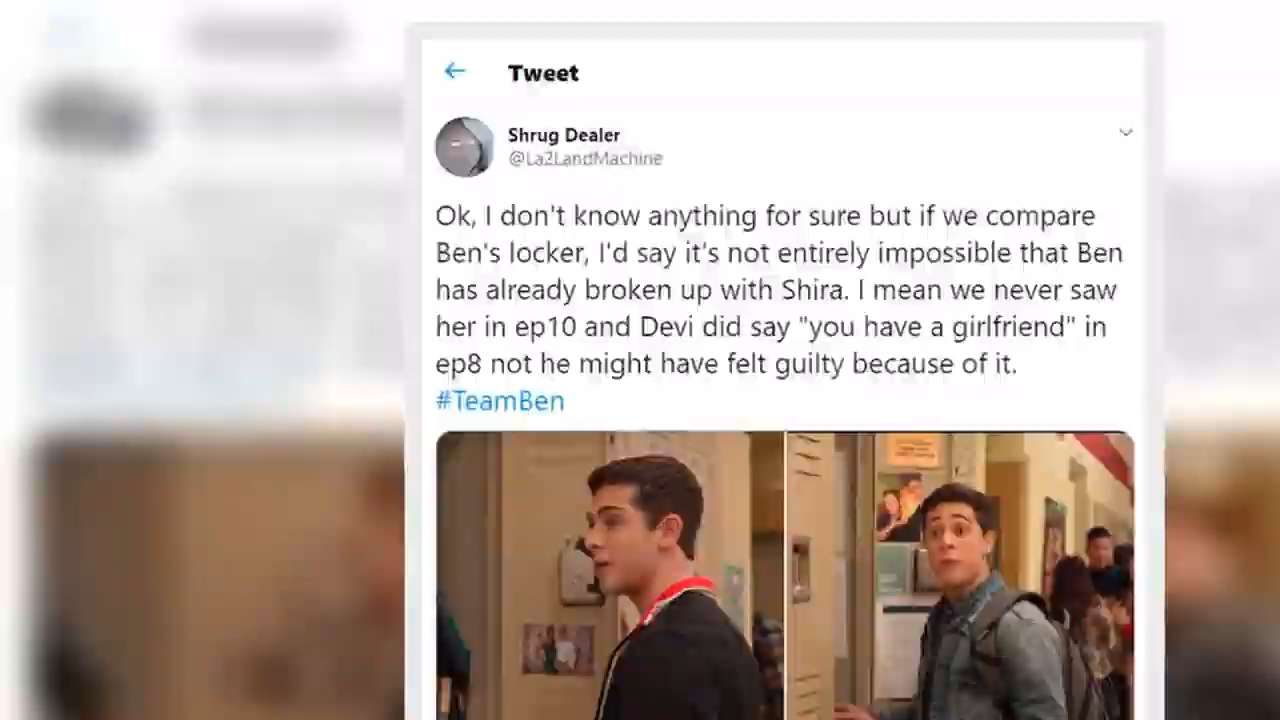 Tweet
Shrug Dealer
@La2LandMachine
Ok, I don't know anything for sure but if we compare
Ben's locker, I'd say it's not entirely impossible that Ben
has already broken up with Shira. I mean we never saw
her in ep10 and Devi did say "you have a girlfriend" in
ep8 not he might have felt guilty because of it.
#TeamBen